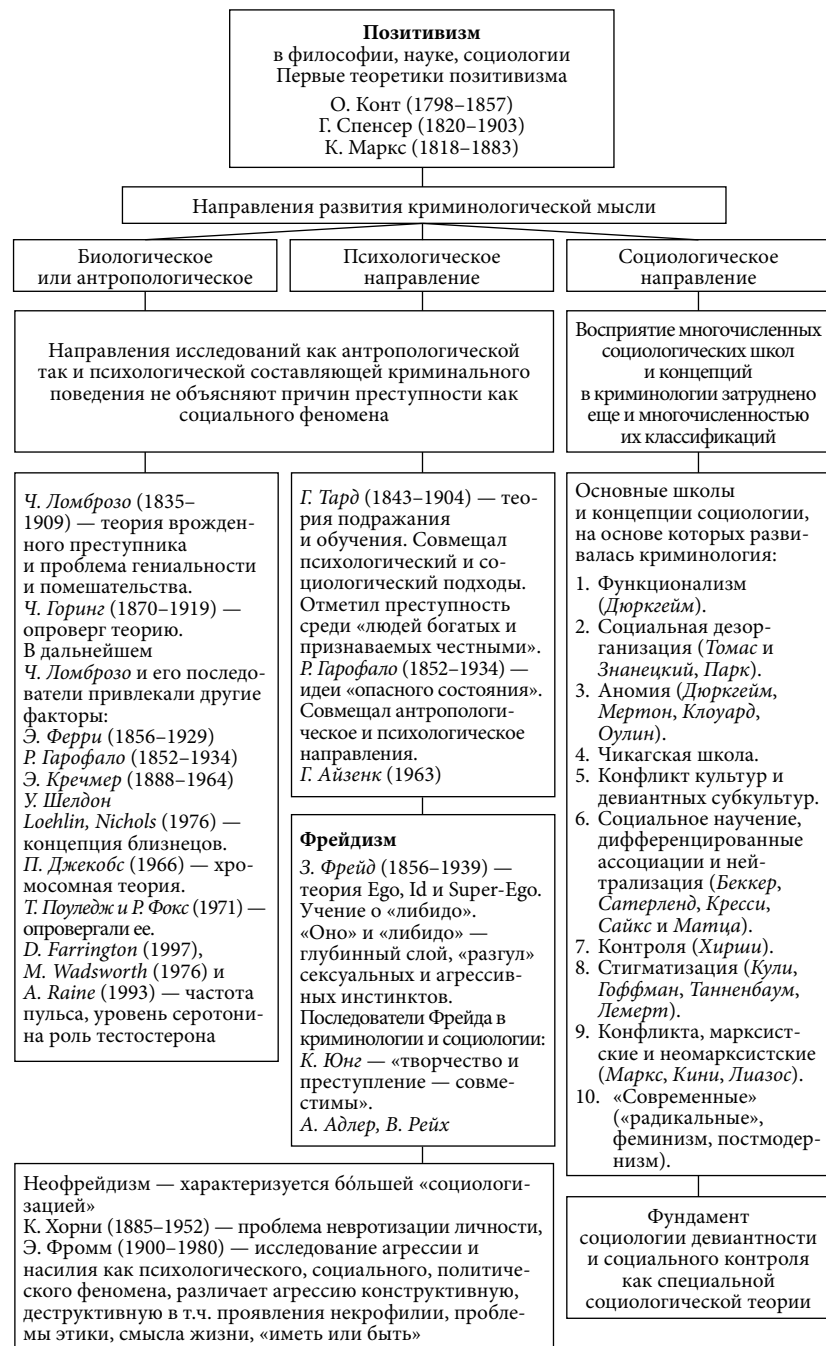 Позитивизм
в философии, науке, социологии
Первые теоретики позитивизма
О. Конт (1798–1857)
Г. Спенсер (1820–1903)
К. Маркс (1818–1883)
Направления развития криминологической мысли
Биологическое
или антропологическое
Психологическое
направление
Социологическое
направление
Направления исследований как антропологической
так и психологической составляющей криминального
поведения не объясняют причин преступности как
социального феномена
Восприятие многочисленных
социологических школ
и концепций
в криминологии затруднено
еще и многочисленностью
их классификаций
Ч. Ломброзо (1835–
1909) — теория врожден-
ного преступника
и проблема гениальности
и помешательства.
Ч. Горинг (1870–1919) —
опроверг теорию.
В дальнейшем
Ч. Ломброзо и его последо-
ватели привлекали другие
факторы:
Э. Ферри (1856–1929)
Р. Гарофало (1852–1934)
Э. Кречмер (1888–1964)
У. Шелдон
Loehlin, Nichols (1976) —
концепция близнецов.
П. Джекобс (1966) — хро-
мосомная теория.
Т. Поуледж и Р. Фокс (1971) —
опровергали ее.
D. Farrington (1997),
M. Wadsworth (1976) и
A. Raine (1993) — частота
пульса, уровень серотони-
на роль тестостерона
Г. Тард (1843–1904) — тео-
рия подражания
и обучения. Совмещал
психологический и со-
циологический подходы.
Отметил преступность
среди «людей богатых и
признаваемых честными».
Р. Гарофало (1852–1934) —
идеи «опасного состояния».
Совмещал антропологи-
ческое и психологическое
направления.
Г. Айзенк (1963)
Фрейдизм
З. Фрейд (1856–1939) —
теория Ego, Id и Super-Ego.
Учение о «либидо».
«Оно» и «либидо» —
глубинный слой, «разгул»
сексуальных и агрессив-
ных инстинктов.
Последователи Фрейда в
криминологии и социологии:
К. Юнг — «творчество и
преступление — совме-
стимы».
А. Адлер, В. Рейх
Основные школы
и концепции социологии,
на основе которых разви-
валась криминология:
1. Функционализм
(Дюркгейм).
2. Социальная дезор-
ганизация (Томас и
Знанецкий, Парк).
3. Аномия (Дюркгейм,
Мертон, Клоуард,
Оулин).
4. Чикагская школа.
5. Конфликт культур и
девиантных субкультур.
6. Социальное научение,
дифференцированные
ассоциации и ней-
трализация (Беккер,
Сатерленд, Кресси,
Сайкс и Матца).
7. Контроля (Хирши).
8. Стигматизация (Кули,
Гоффман, Танненбаум,
Лемерт).
9. Конфликта, марксист-
ские и неомарксистские
(Маркс, Кини, Лиазос).
10. «Современные»
(«радикальные»,
феминизм, постмодер-
низм).
Неофрейдизм — характеризуется бо́льшей «социологи-
зацией»
К. Хорни (1885–1952) — проблема невротизации личности,
Э. Фромм (1900–1980) — исследование агрессии и
насилия как психологического, социального, политиче-
ского феномена, различает агрессию конструктивную,
деструктивную в т.ч. проявления некрофилии, пробле-
мы этики, смысла жизни, «иметь или быть»
Фундамент
социологии девиантности
и социального контроля
как специальной
социологической теории